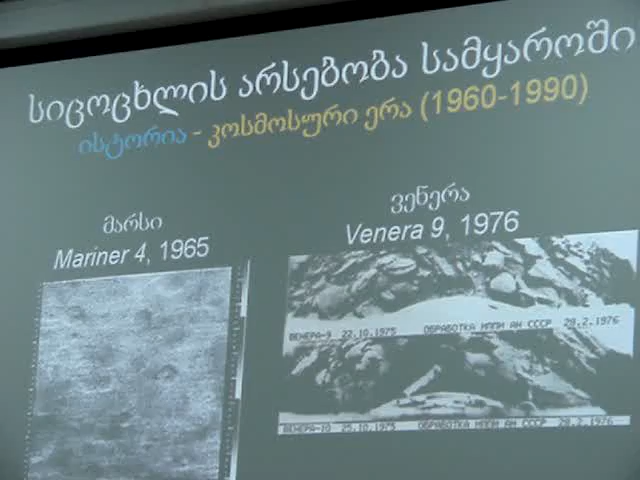 სიცოცხლის არსებობა სამყაროში
ისტორია - კოსმოსური ერა (1960-1990)
მარსი
Mariner 4, 1965
ვენერა
Venera 9, 1976
ВЕНЕРА-9 22.10.1975 ОБРАБОТКА ИППИ АН СССР 28.2.1976
ВЕНЕРА-10 25.10.1975 ОБРАБОТКА ИППИ АН СССР 28.2.1976